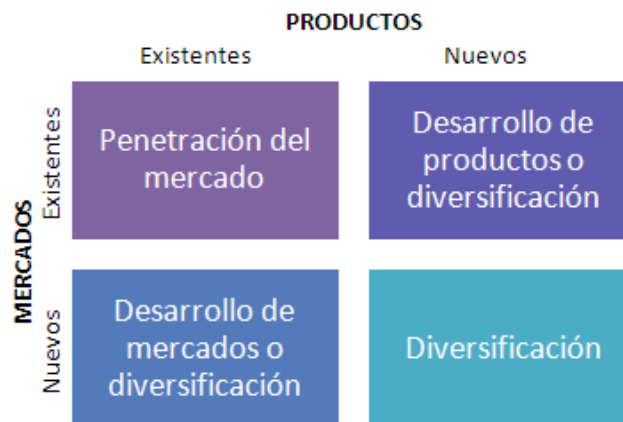 PRODUCTOS
Existentes
Nuevos
MERCADOS
Existentes
Penetración del
mercado
Desarrollo de
productos o
diversificación
Nuevos
Desarrollo de
mercados o
diversificación
Diversificación